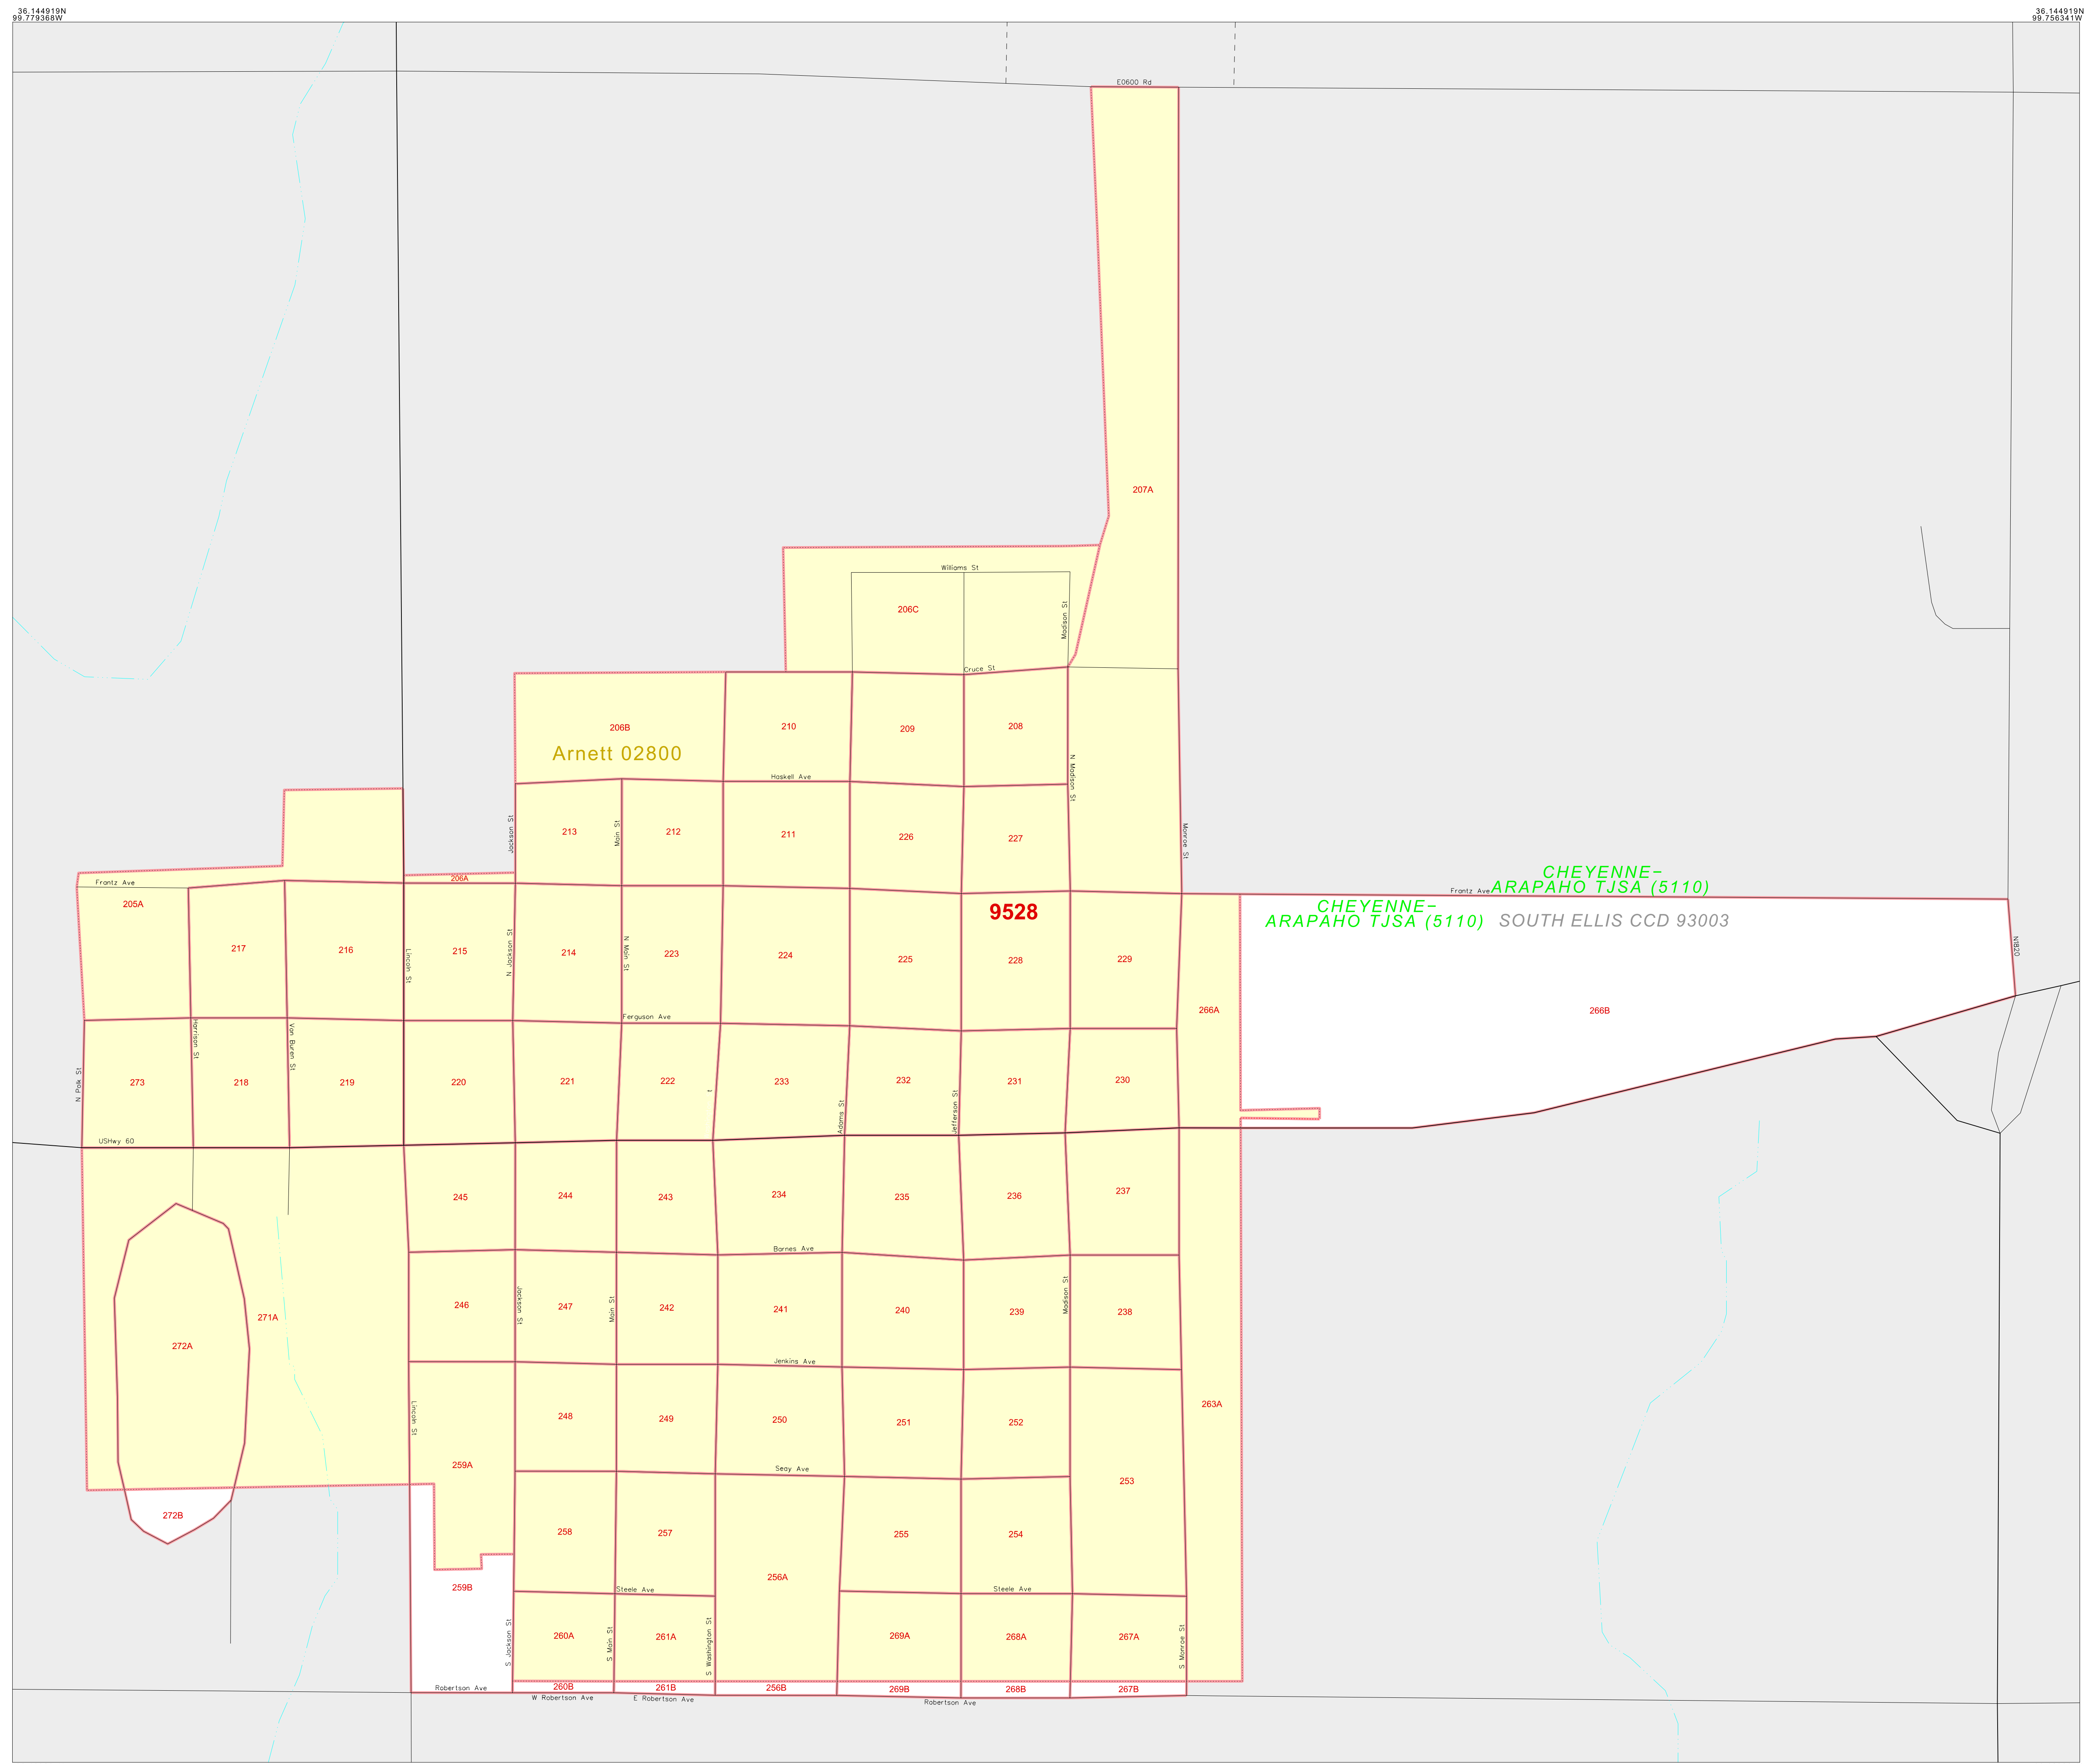 36.144919N
99.779368W
36.144919N
99.756341W
E0600 Rd
207A
Williams St
206C
Madison St
Cruce St
206B
210
209
208
Arnett 02800
N Madison St
Haskell Ave
Jackson St
213
Main St
212
211
226
227
Monroe St
206A
Frantz Ave
205A
CHEYENNE-
ARAPAHO TJSA (5110)
Frantz Ave
CHEYENNE-
ARAPAHO TJSA (5110)
SOUTH ELLIS CCD 93003
9528
217
216
Lincoln St
215
N Jackson St
214
N Main St
223
224
225
228
229
N1820
266A
266B
Ferguson Ave
Harrison St
Van Buren St
N Polk St
273
218
219
220
221
222
t
233
Adams St
232
Jefferson St
231
230
USHwy 60
245
244
243
234
235
236
237
Barnes Ave
271A
272A
246
Jackson St
247
Main St
242
241
240
239
Madison St
238
Jenkins Ave
Lincoln St
248
249
250
251
252
263A
259A
Seay Ave
253
272B
258
257
255
254
259B
Steele Ave
256A
Steele Ave
S Jackson St
260A
S Main St
261A
S Washington St
269A
268A
267A
S Monroe St
Robertson Ave
260B
261B
256B
269B
268B
267B
W Robertson Ave
E Robertson Ave
Robertson Ave